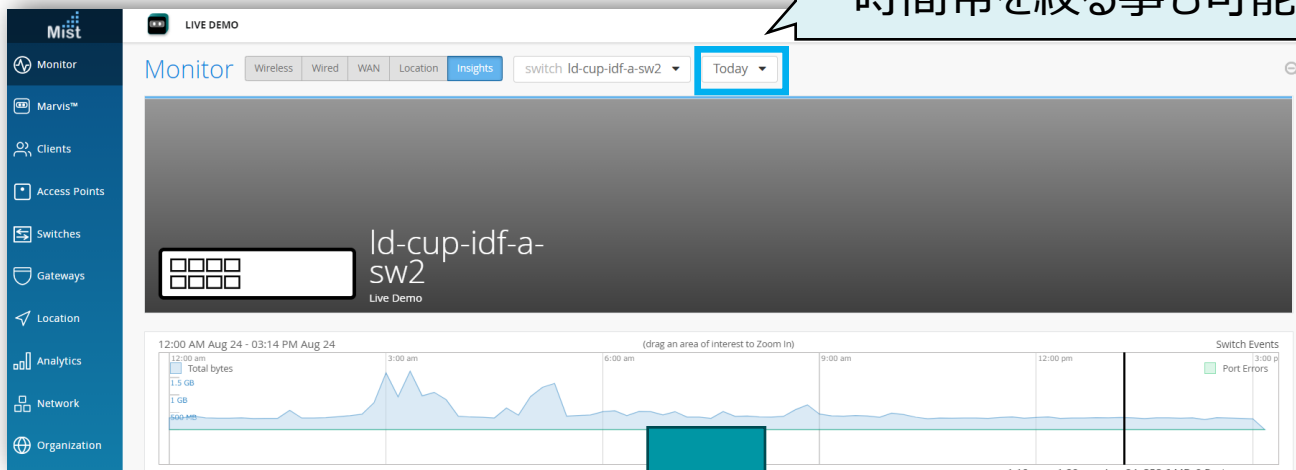 時間帯を絞る事も可能
Mist
LIVE DEMO
Monitor
Marvis™
Clients
Access Points
Switches
Gateways
Location
Analytics
Network
Organization
Monitor Wireless Wired WAN Location Insights switch ld-cup-idf-a-sw2 Today
ld-cup-idf-a-
sw2
Live Demo
12:00 AM Aug 24 - 03:14 PM Aug 24 (drag an area of interest to Zoom In) Switch Events
12:00 am 3:00 am 6:00 am 9:00 am 12:00 pm 3:00 p
Total bytes Port Errors
1.5 GB
1 GB
500 MB